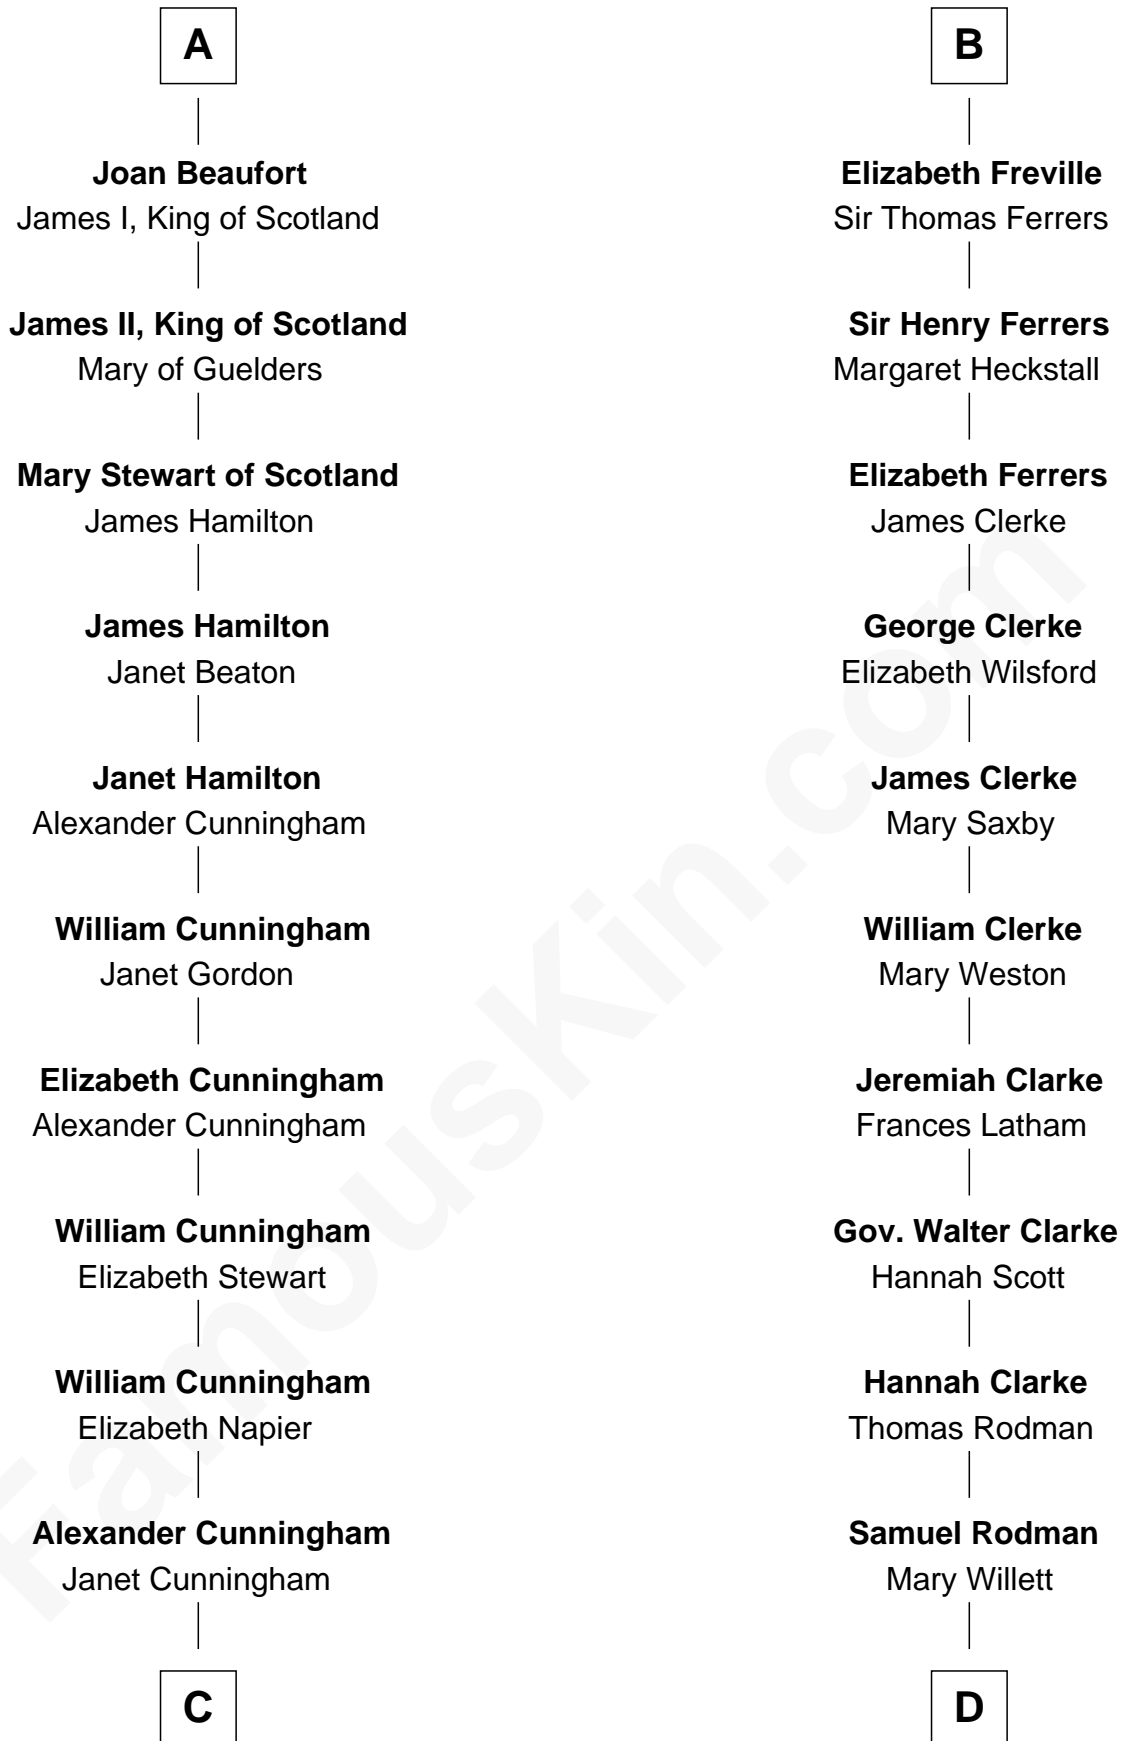 A
Joan Beaufort
James I, King of Scotland
James II, King of Scotland
Mary of Guelders
Mary Stewart of Scotland
James Hamilton
James Hamilton
Janet Beaton
Janet Hamilton
Alexander Cunningham
William Cunningham
Janet Gordon
Elizabeth Cunningham
Alexander Cunningham
William Cunningham
Elizabeth Stewart
William Cunningham
Elizabeth Napier
Alexander Cunningham
Janet Cunningham
C
B
Elizabeth Freville
Sir Thomas Ferrers
Sir Henry Ferrers
Margaret Heckstall
Elizabeth Ferrers
James Clerke
George Clerke
Elizabeth Wilsford
James Clerke
Mary Saxby
William Clerke
Mary Weston
Jeremiah Clarke
Frances Latham
Gov. Walter Clarke
Hannah Scott
Hannah Clarke
Thomas Rodman
Samuel Rodman
Mary Willett
D
FamousKin.com